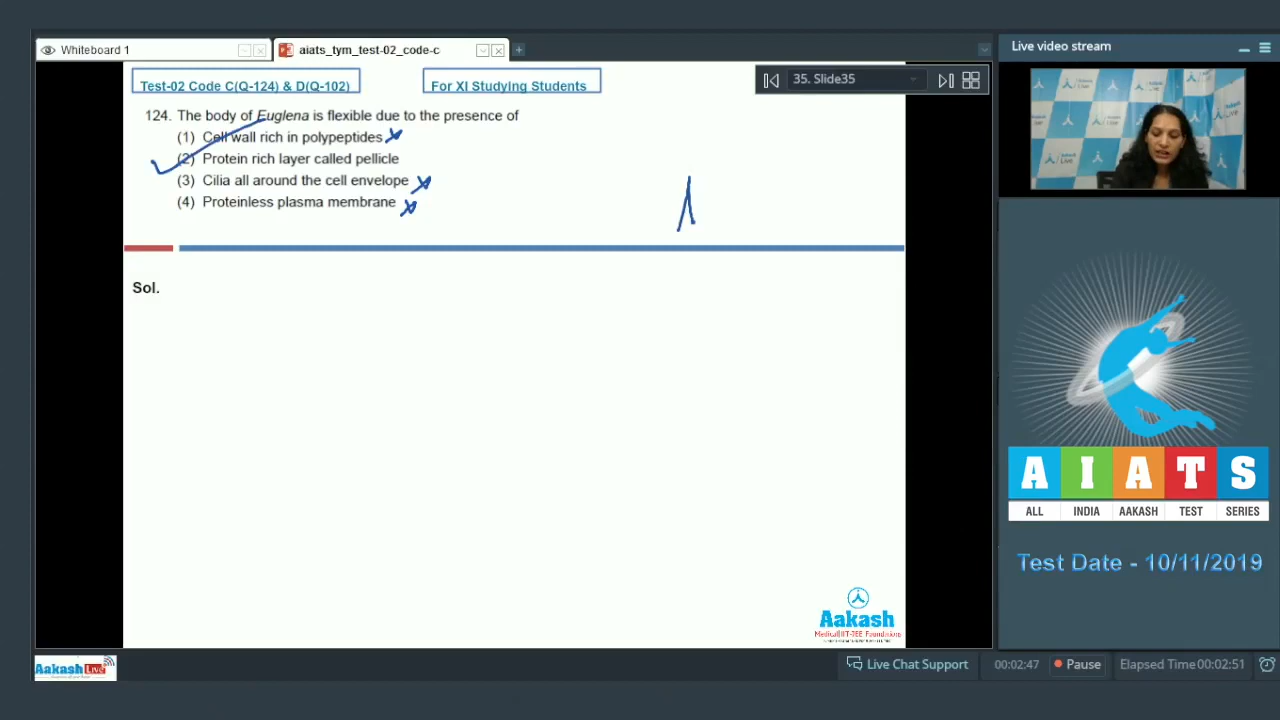 Whiteboard 1
aiats_tym_test-02_code-c
Live video stream
Test-02 Code C(Q-124) & D(Q-102)
For XI Studying Students
35. Slide35
124. The body of Euglena is flexible due to the presence of
(1) Cell wall rich in polypeptides
(2) Protein rich layer called pellicle
(3) Cilia all around the cell envelope
(4) Proteinless plasma membrane
Sol.
A I A T S
ALL INDIA AAKASH TEST SERIES
Test Date - 10/11/2019
Aakash
Medical|IIT-JEE|Foundations
Aakash Live
Live Chat Support
00:02:47
Pause
Elapsed Time 00:02:51